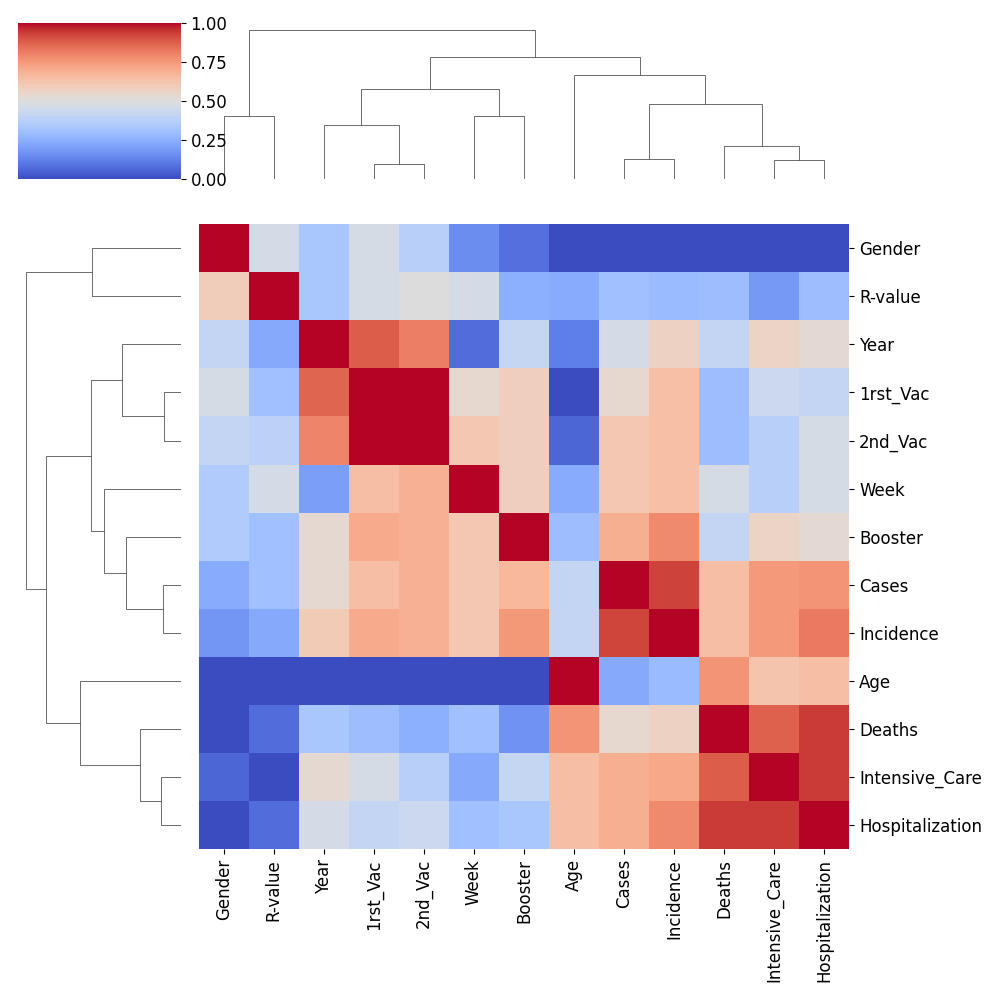 1.00
0.75
0.50
0.25
0.00
Gender
R-value
Year
1rst_Vac
2nd_Vac
Week
Booster
Cases
Incidence
Age
Deaths
Intensive_Care
Hospitalization
Gender
R-value
Year
1rst_Vac
2nd_Vac
Week
Booster
Age
Cases
Incidence
Deaths
Intensive_Care
Hospitalization